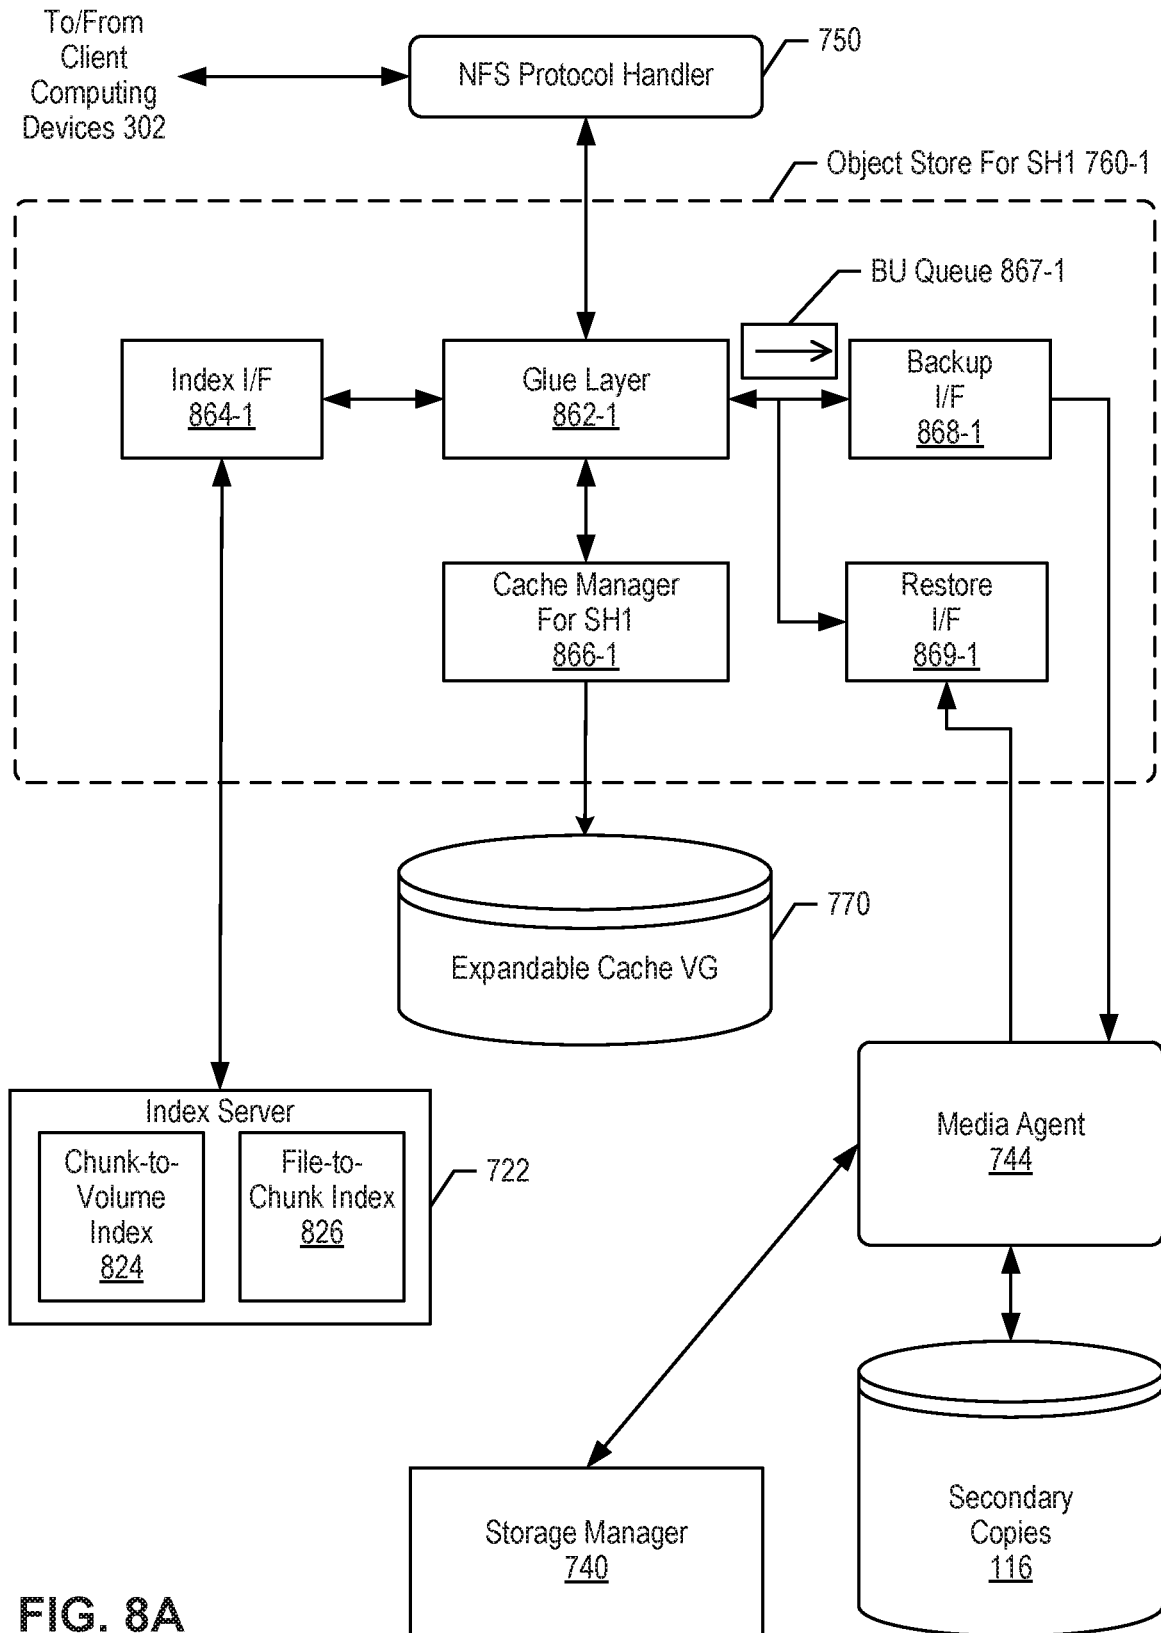 To/From
Client
Computing
Devices 302
NFS Protocol Handler
750
Object Store For SH1 760-1
BU Queue 867-1
Index I/F
864-1
Glue Layer
862-1
Backup
I/F
868-1
Cache Manager
For SH1
866-1
Restore
I/F
869-1
Expandable Cache VG
770
Index Server
Chunk-to-
Volume
Index
824
File-to-
Chunk Index
826
722
Media Agent
744
Storage Manager
740
Secondary
Copies
116
FIG. 8A